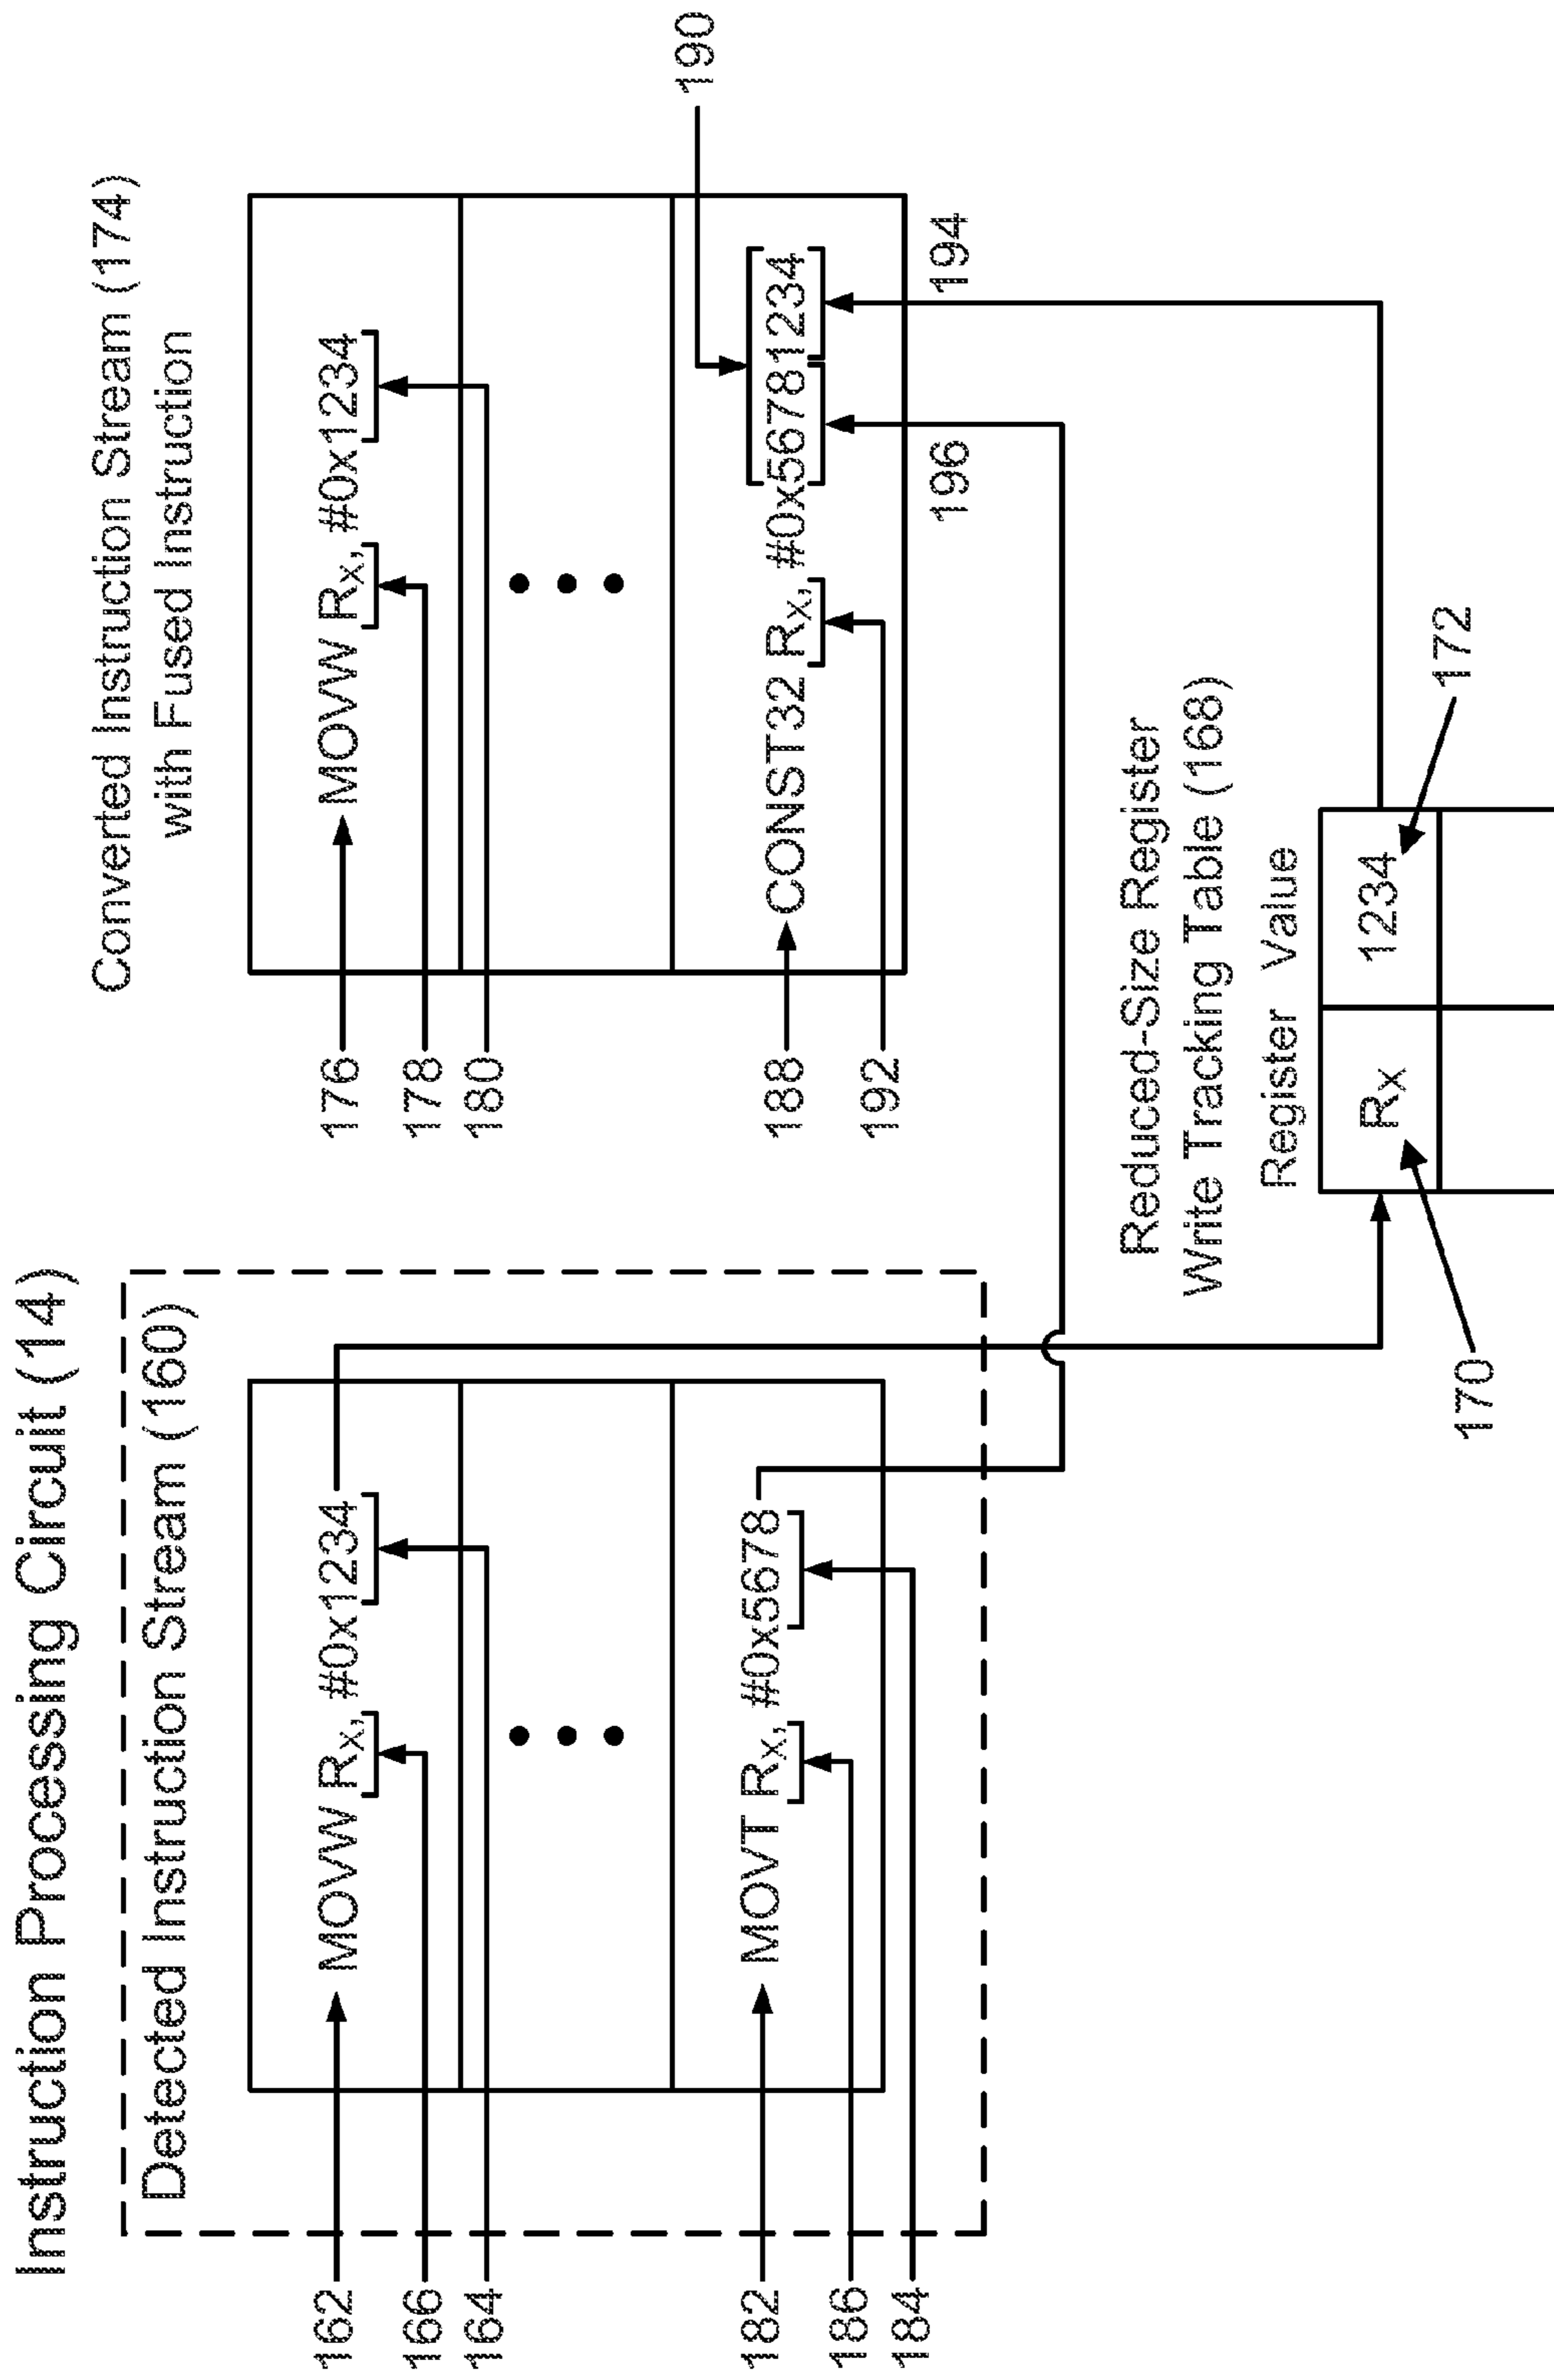 Instruction Processing Circuit (14)
Detected Instruction Stream (160)
162
MOVW Rx, #0x1234
166
164
• • •
182
MOVT Rx, #0x5678
186
184
Converted Instruction Stream (174)
with Fused Instruction
176
MOVW Rx, #0x1234
178
180
• • •
190
188
CONST32 Rx, #0x56781234
192
196
194
Reduced-Size Register
Write Tracking Table (168)
Register Value
Rx 1234
170
172